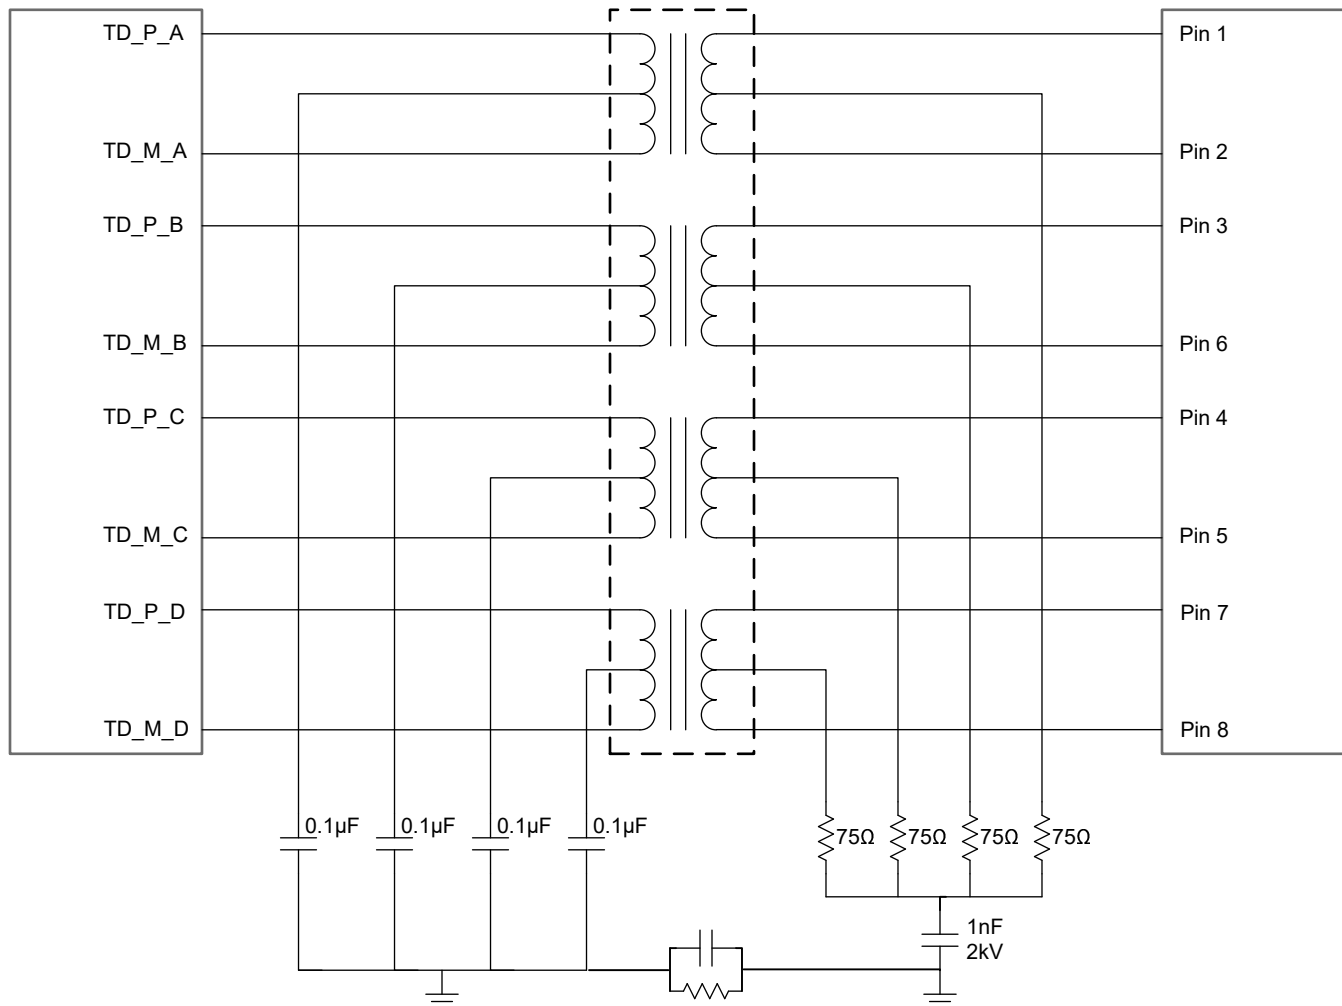 TD_P_A
Pin 1
TD_M_A
Pin 2
TD_P_B
Pin 3
TD_M_B
Pin 6
TD_P_C
Pin 4
TD_M_C
Pin 5
TD_P_D
Pin 7
TD_M_D
Pin 8
0.1µF
0.1µF
0.1µF
0.1µF
75Ω
75Ω
75Ω
75Ω
1nF
2kV